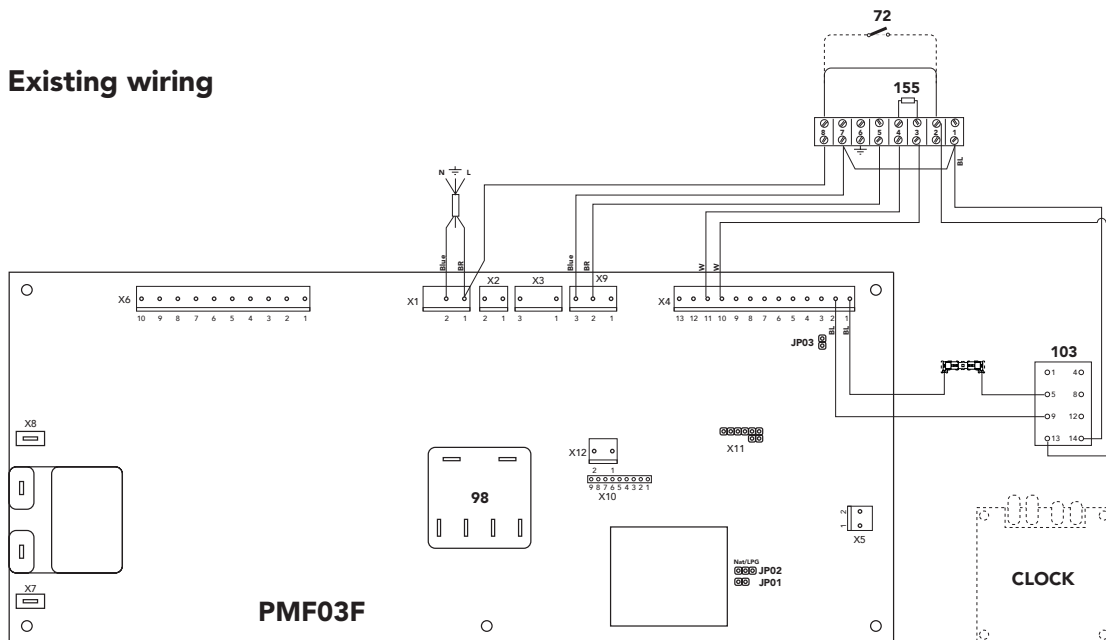 72
Existing wiring
155
8 7 6 5 4 3 2 1
BL
N L
Blue BR
Blue BR
W W
X6
10 9 8 7 6 5 4 3 2 1
X1
2 1
X2
2 1
X3
3 1
X9
3 2 1
X4
13 12 11 10 9 8 7 6 5 4 3 2 1
BL BL
JP03
103
1 4
5 8
9 12
13 14
X8
X12
2 1
X11
9 8 7 6 5 4 3 2 1
X10
98
2
1
X5
Nat/LPG
JP02
JP01
CLOCK
X7
PMF03F